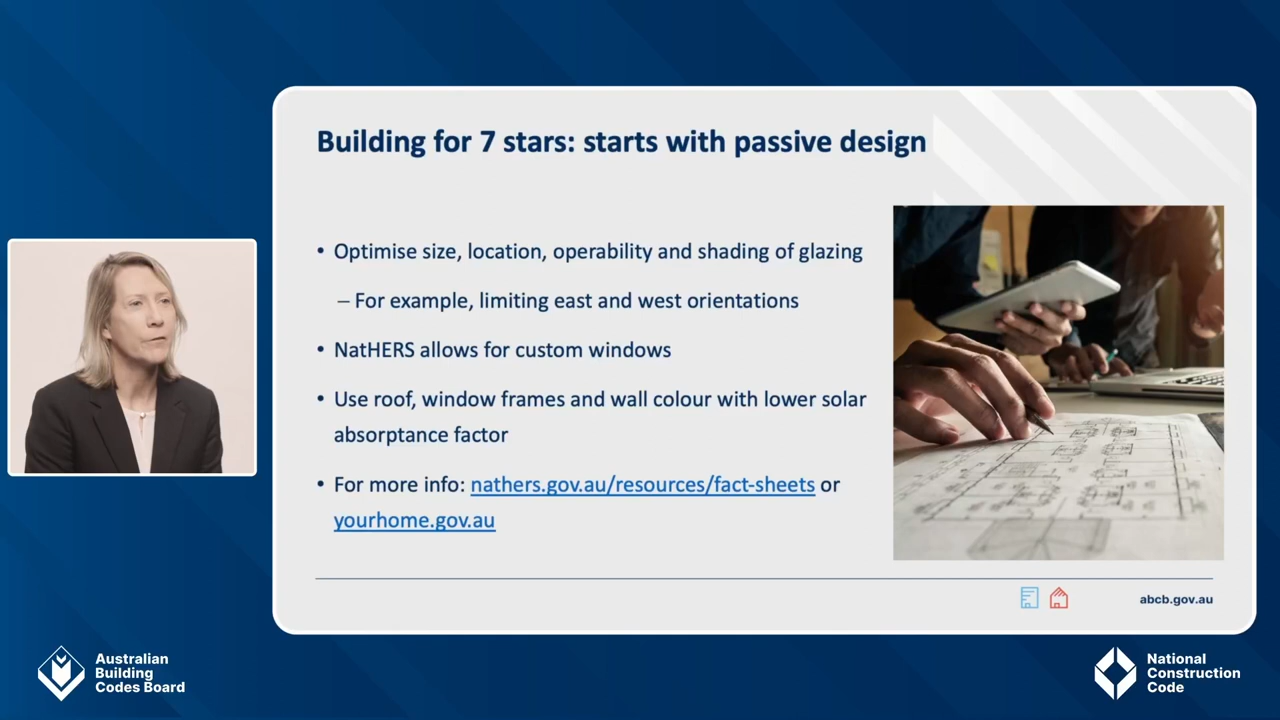 Building for 7 stars: starts with passive design
• Optimise size, location, operability and shading of glazing
– For example, limiting east and west orientations
• NatHERS allows for custom windows
• Use roof, window frames and wall colour with lower solar
absorptance factor
• For more info: nathers.gov.au/resources/fact-sheets or
yourhome.gov.au
abcb.gov.au
Australian
Building
Codes Board
National
Construction
Code